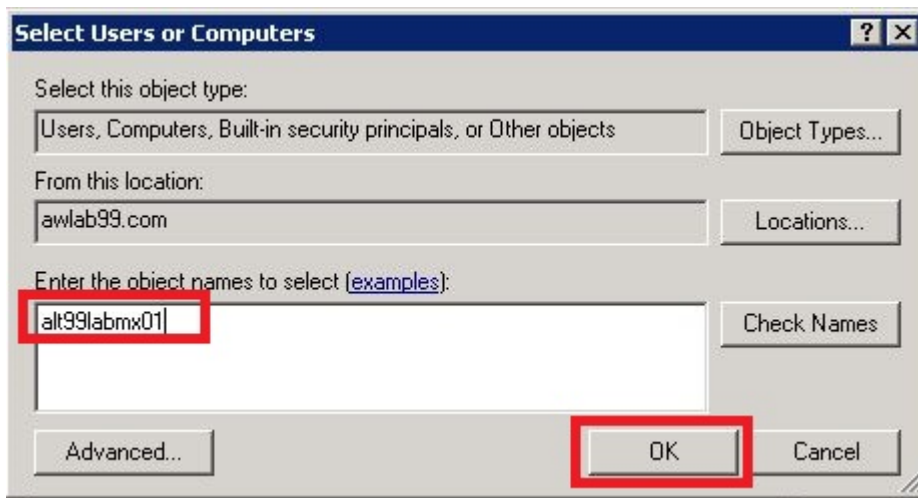 Select Users or Computers
Select this object type:
Users, Computers, Built-in security principals, or Other objects
Object Types...
From this location:
awlab99.com
Locations...
Enter the object names to select (examples):
alt99labmx01
Check Names
Advanced...
OK
Cancel